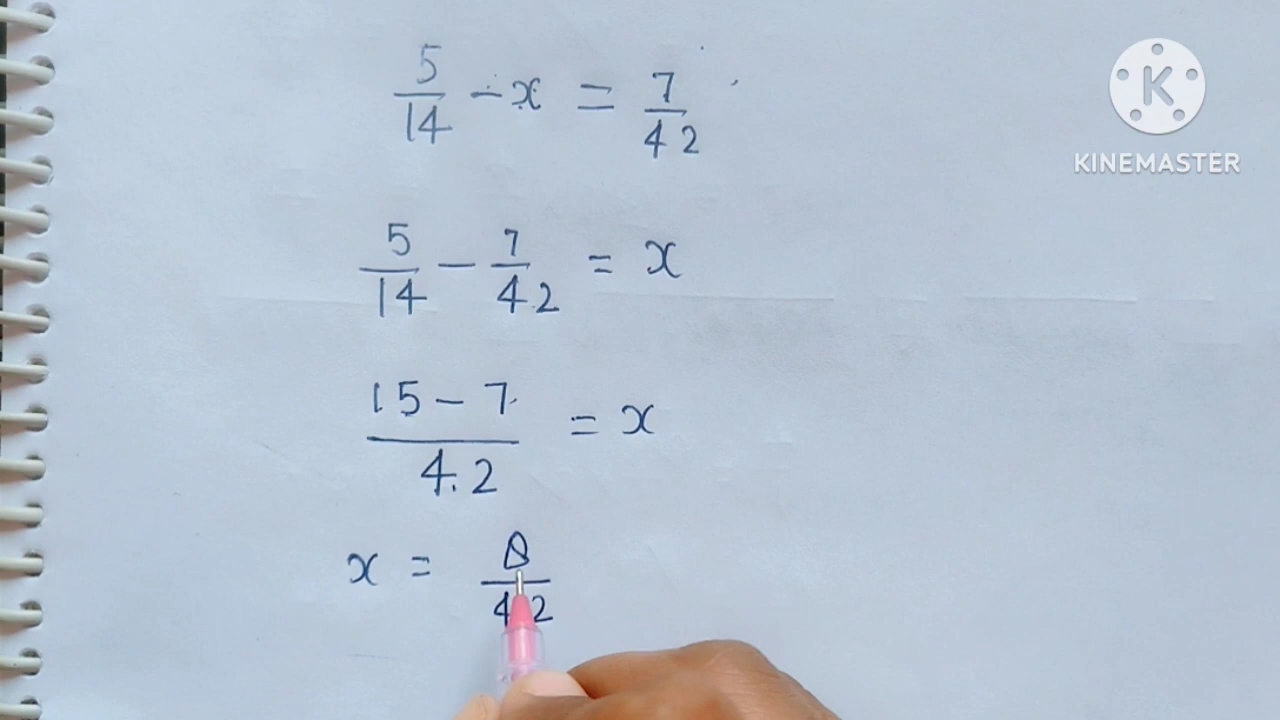 5/14 - x = 7/42
KINEMASTER
5/14 - 7/42 = x
15 - 7/42 = x
x = 8/42